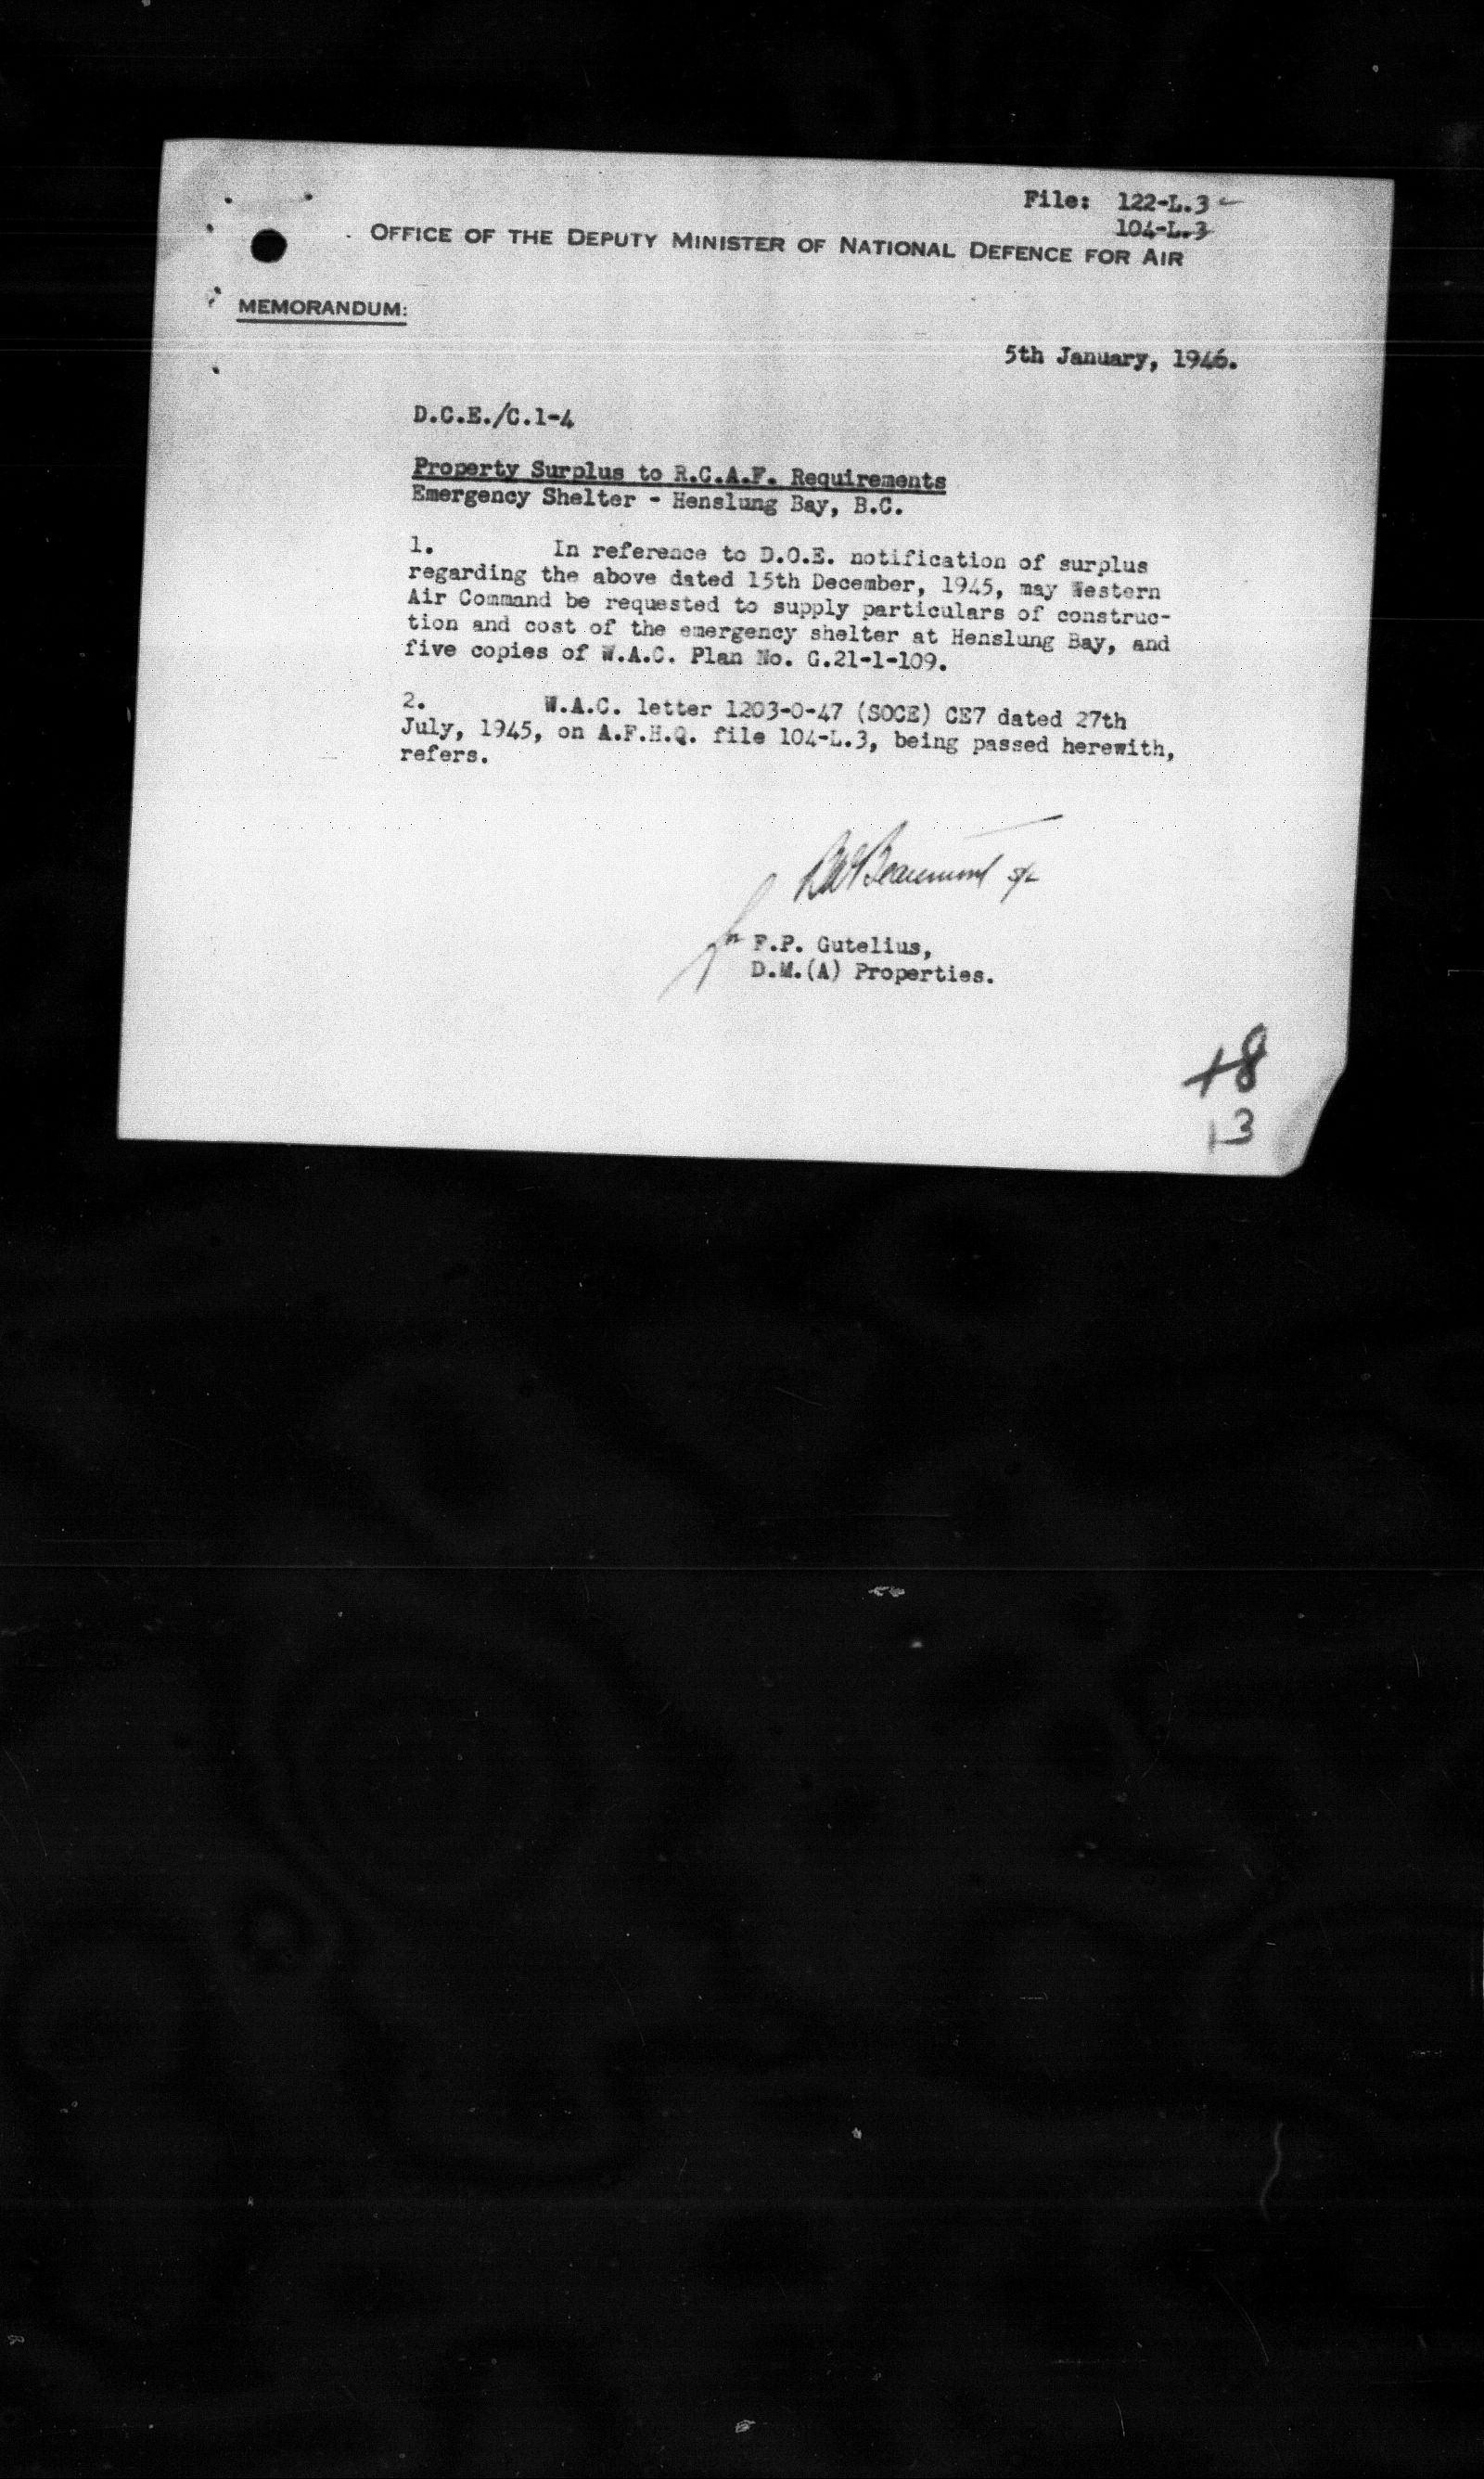 File: 122-L.3
104-L.3
OFFICE OF THE DEPUTY MINISTER OF NATIONAL DEFENCE FOR AIR
MEMORANDUM:
5th January, 1946.
D.C.E./C.1-4
Property Surplus to R.C.A.F. Requirements
Emergency Shelter - Henslung Bay, B.C.
1. In reference to D.O.E. notification of surplus
regarding the above dated 15th December, 1945, may Western
Air Command be requested to supply particulars of construc-
tion and cost of the emergency shelter at Henslung Bay, and
five copies of W.A.C. Plan No. G.21-1-109.
2. W.A.C. letter 1203-0-47 (SOCE) CE7 dated 27th
July, 1945, on A.F.H.Q. file 104-L.3, being passed herewith,
refers.
Beaumont S/L
for F.P. Gutelius,
D.M.(A) Properties.
18
13